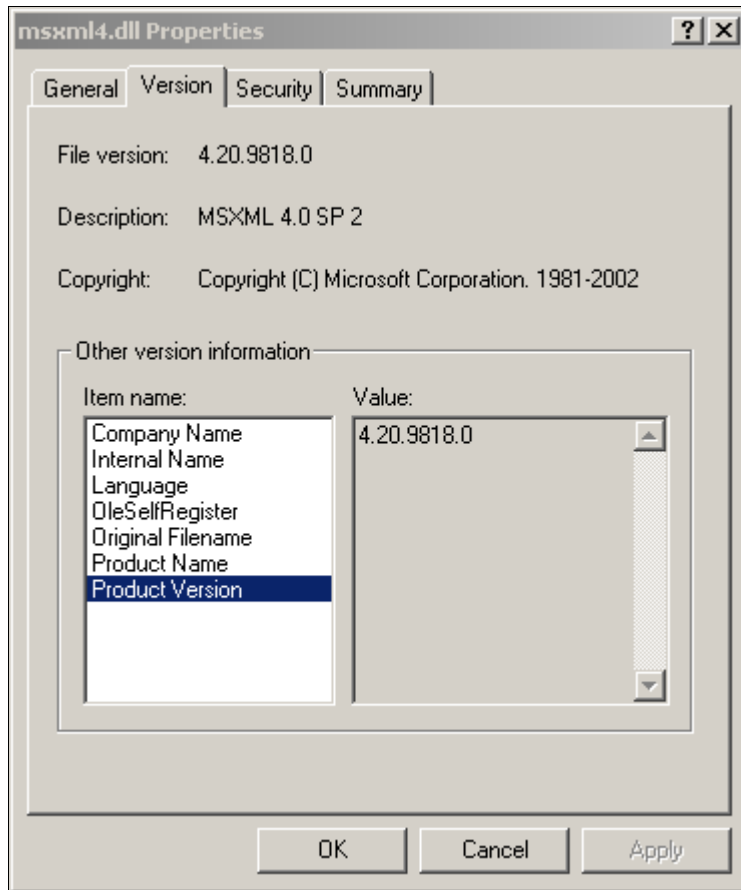 msxml4.dll Properties
General Version Security Summary
File version: 4.20.9818.0
Description: MSXML 4.0 SP 2
Copyright: Copyright (C) Microsoft Corporation. 1981-2002
Other version information
Item name: Value:
Company Name 4.20.9818.0
Internal Name
Language
OleSelfRegister
Original Filename
Product Name
Product Version
OK Cancel Apply